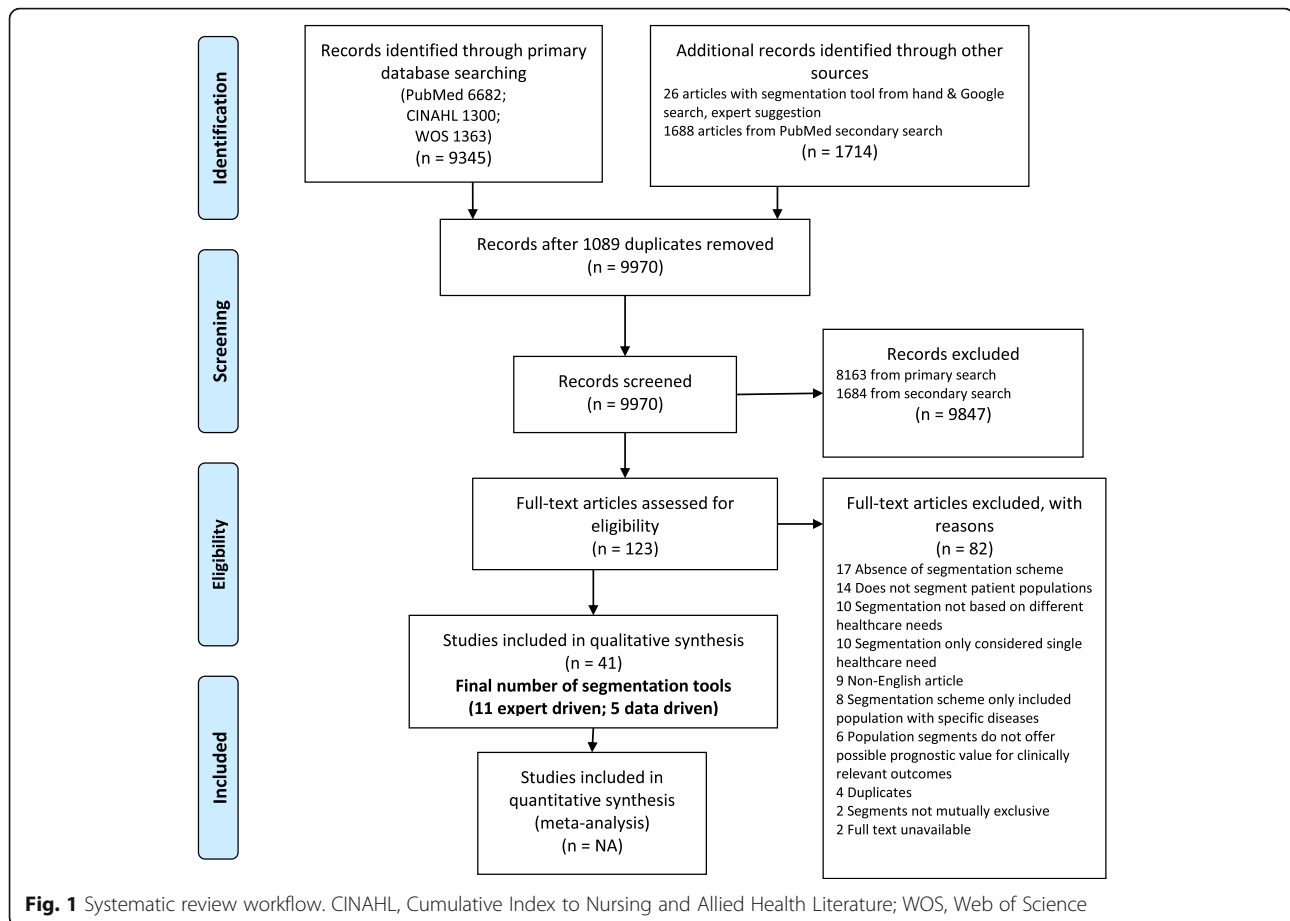 Identification
Records identified through primary
database searching
(PubMed 6682;
CINAHL 1300;
WOS 1363)
(n = 9345)
Additional records identified through other
sources
26 articles with segmentation tool from hand & Google
search, expert suggestion
1688 articles from PubMed secondary search
(n = 1714)
Records after 1089 duplicates removed
(n = 9970)
Screening
Records screened
(n = 9970)
Records excluded
8163 from primary search
1684 from secondary search
(n = 9847)
Eligibility
Full-text articles assessed for
eligibility
(n = 123)
Full-text articles excluded, with
reasons
(n = 82)
17 Absence of segmentation scheme
14 Does not segment patient populations
10 Segmentation not based on different
healthcare needs
10 Segmentation only considered single
healthcare need
9 Non-English article
8 Segmentation scheme only included
population with specific diseases
6 Population segments do not offer
possible prognostic value for clinically
relevant outcomes
4 Duplicates
2 Segments not mutually exclusive
2 Full text unavailable
Studies included in qualitative synthesis
(n = 41)
Final number of segmentation tools
(11 expert driven; 5 data driven)
Included
Studies included in
quantitative synthesis
(meta-analysis)
(n = NA)
Fig. 1 Systematic review workflow. CINAHL, Cumulative Index to Nursing and Allied Health Literature; WOS, Web of Science